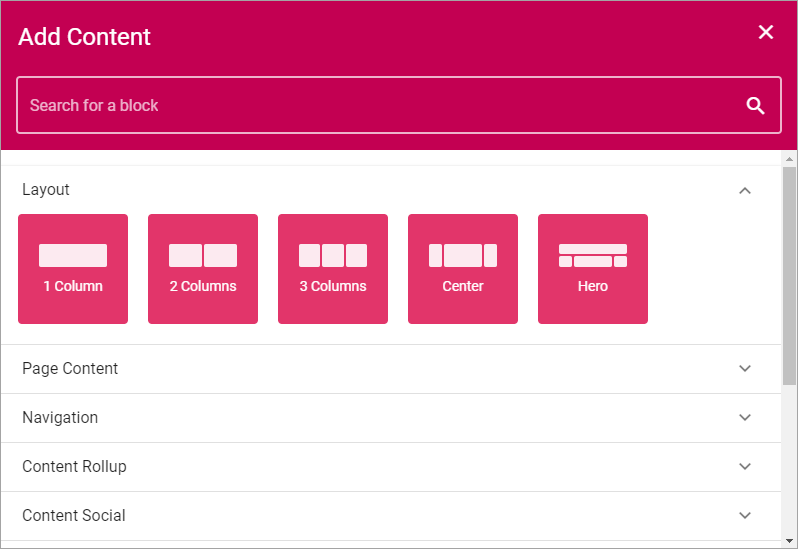 Add Content
Search for a block
Layout
1 Column
2 Columns
3 Columns
Center
Hero
Page Content
Navigation
Content Rollup
Content Social